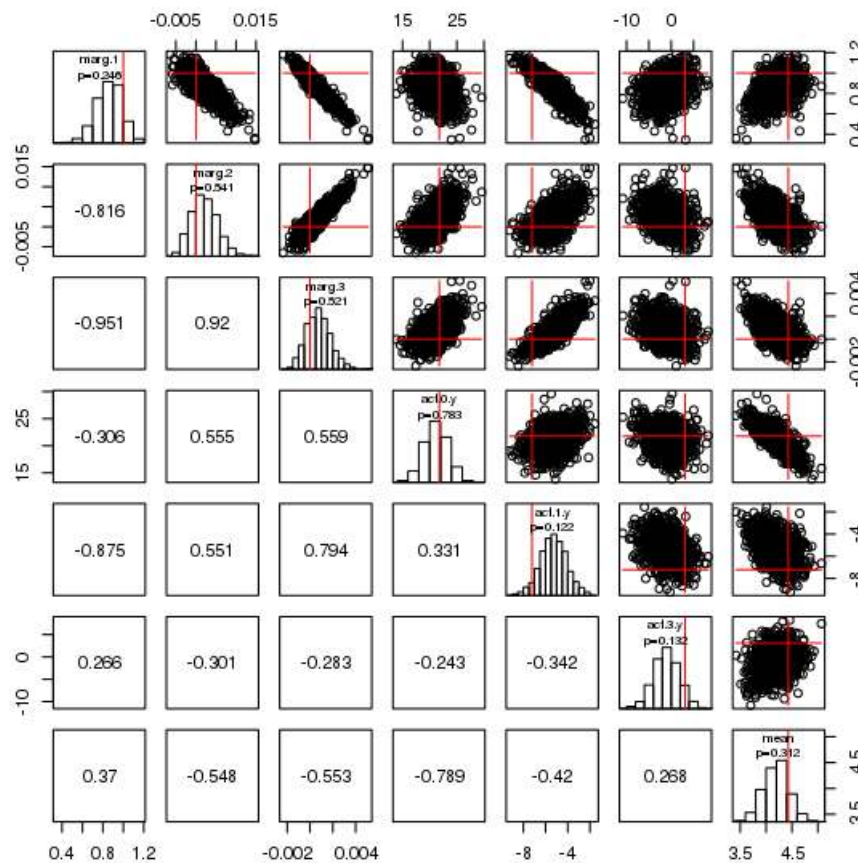 -0.005 0.015 15 25 -10 0
marg.1
p=0.246
0.4 0.8 1.2
-0.005 0.015
-0.816
marg.2
p=0.541
-0.951 0.92
marg.3
p=0.521
-0.002 0.004
15 25
-0.306 0.555 0.559
acf.0.y
p=0.783
-0.875 0.551 0.794 0.331
acf.1.y
p=0.122
-8 -4
-10 0
0.266 -0.301 -0.283 -0.243 -0.342
acf.3.y
p=0.132
0.37 -0.548 -0.553 -0.789 -0.42 0.268
mean
p=0.312
3.5 4.5
0.4 0.8 1.2 -0.002 0.004 -8 -4 3.5 4.5